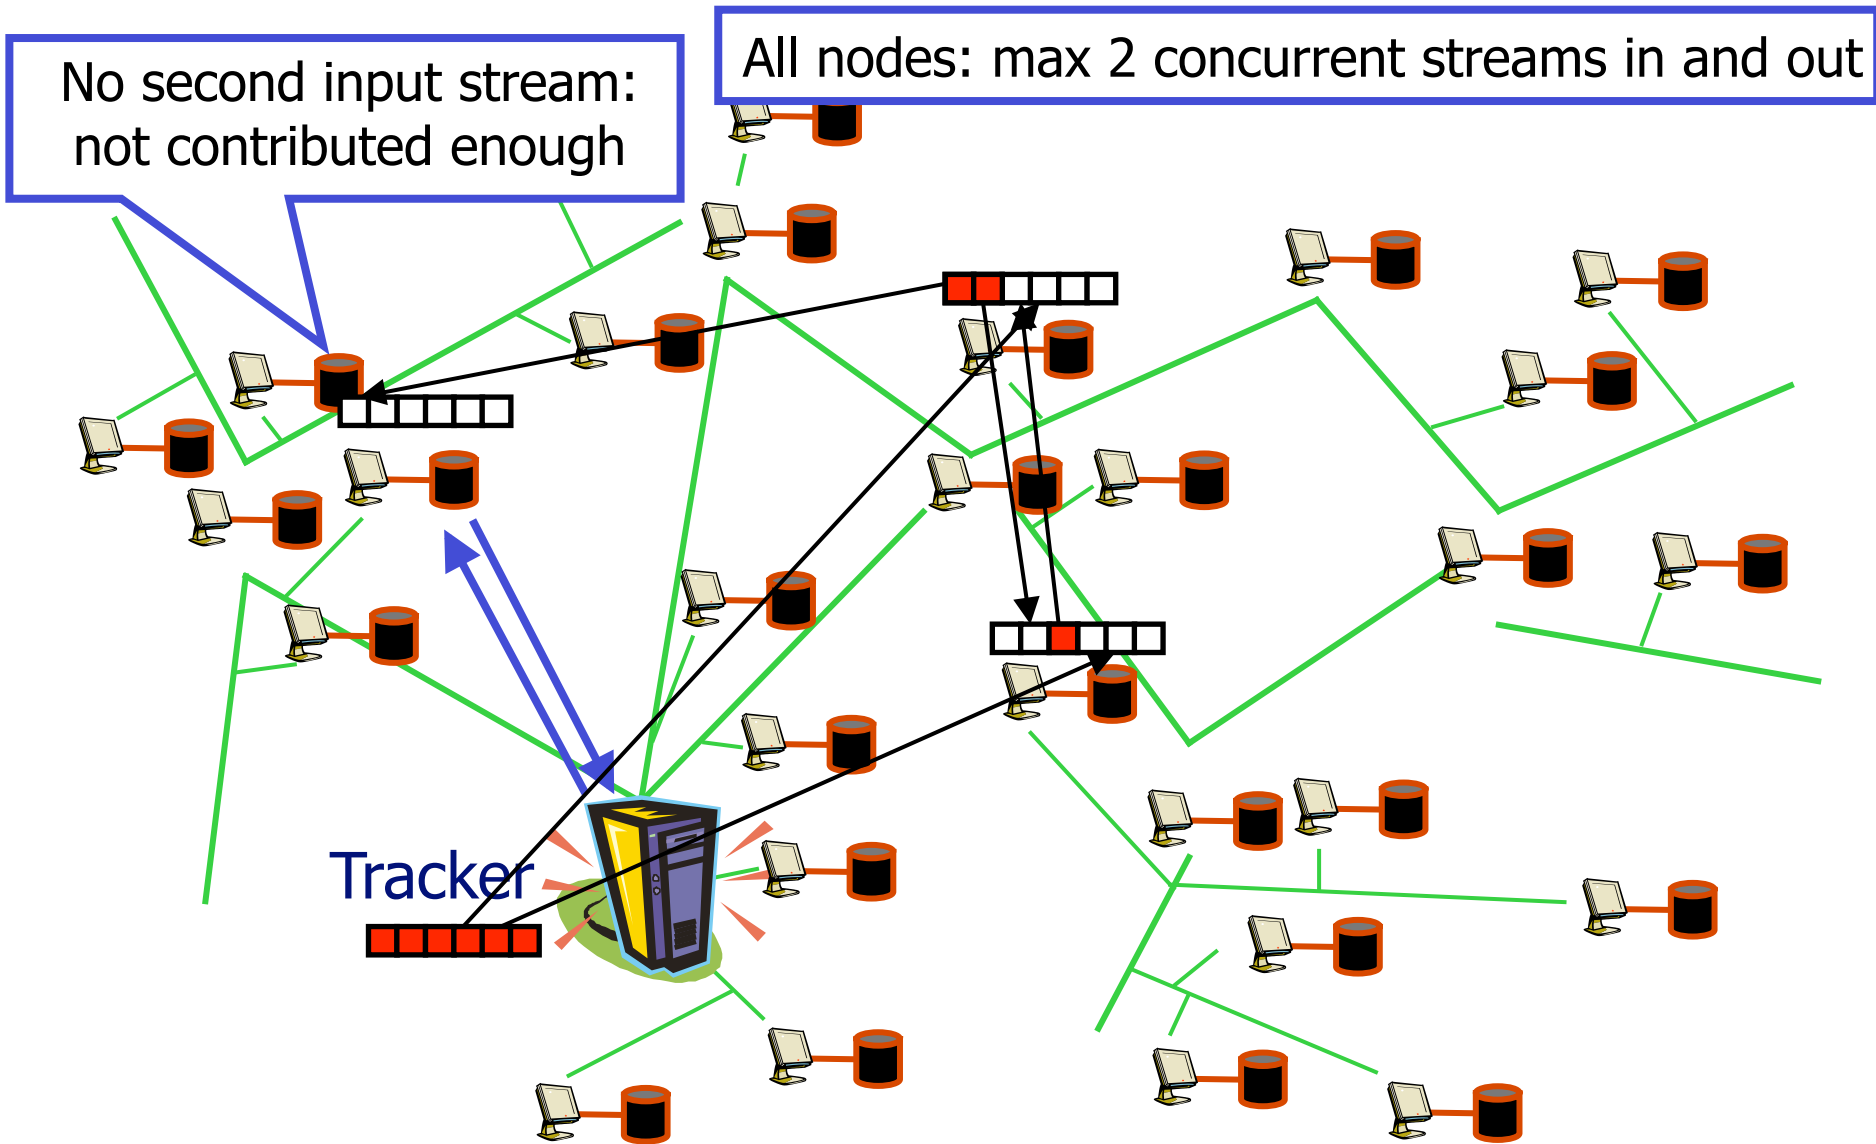 No second input stream:
not contributed enough
All nodes: max 2 concurrent streams in and out
Tracker